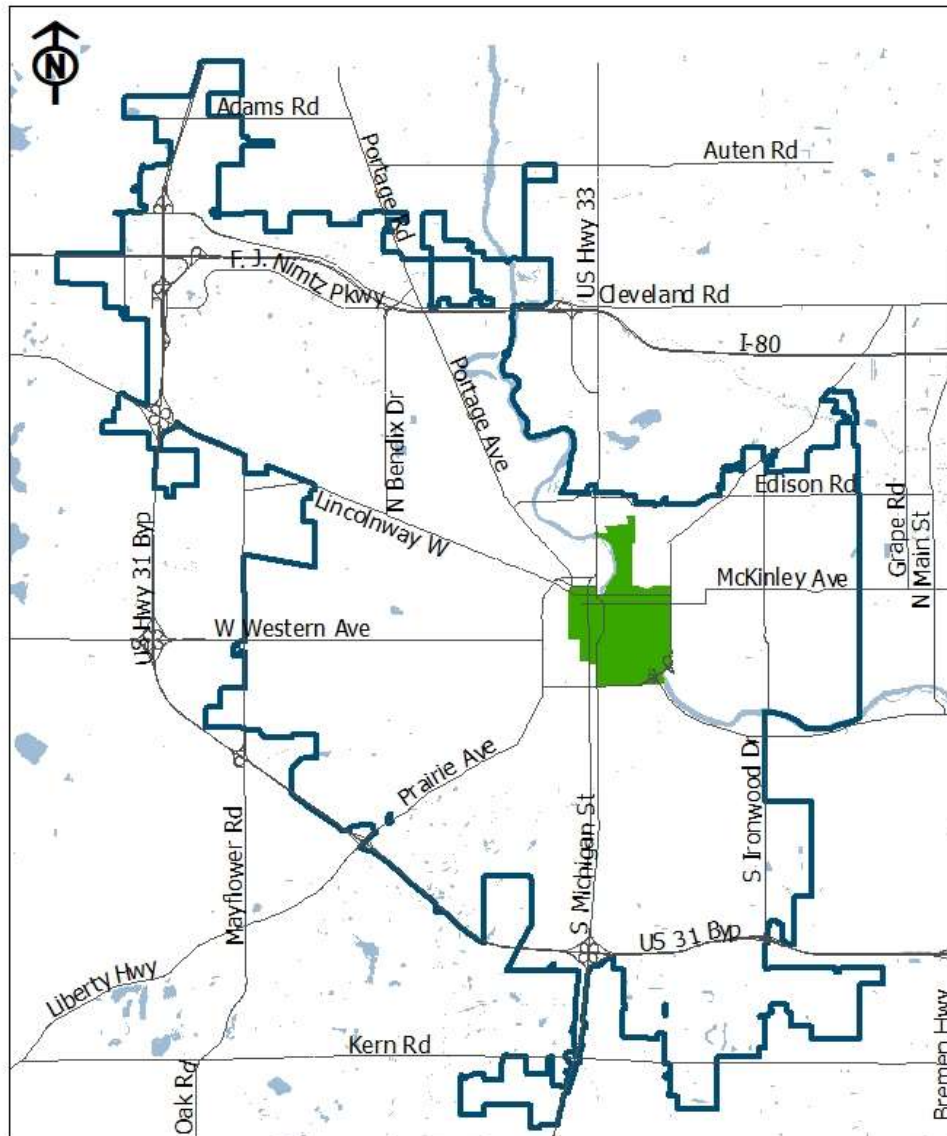 N
Adams Rd
Auten Rd
Portage Rd
US Hwy 33
F. J. Nimtz Pkwy
Cleveland Rd
I-80
N Bendix Dr
Portage Ave
Edison Rd
Grape Rd
N Main St
Lincolnway W
McKinley Ave
US Hwy 31 Byp
W Western Ave
Prairie Ave
S Ironwood Dr
Mayflower Rd
S Michigan St
US 31 Byp
Liberty Hwy
Kern Rd
Oak Rd
Bremen Hwy